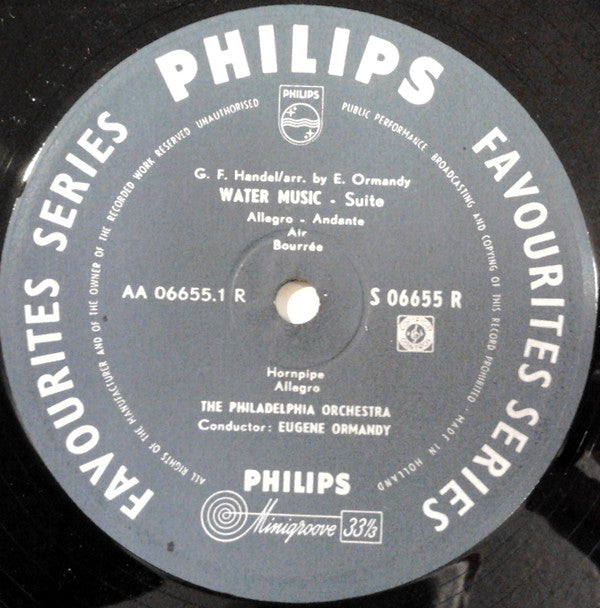 PHILIPS
FAVOURITES SERIES
FAVOURITES SERIES
ALL RIGHTS OF THE MANUFACTURER AND OF THE OWNER OF THE RECORDED WORK RESERVED UNAUTHORISED PUBLIC PERFORMANCE BROADCASTING AND COPYING OF THIS RECORD PROHIBITED · MADE IN HOLLAND
PHILIPS
G. F. Handel/arr. by E. Ormandy
WATER MUSIC - Suite
Allegro - Andante
Air
Bourrée
AA 06655.1 R
S 06655 R
Hornpipe
Allegro
THE PHILADELPHIA ORCHESTRA
Conductor: EUGENE ORMANDY
PHILIPS
Minigroove 33⅓